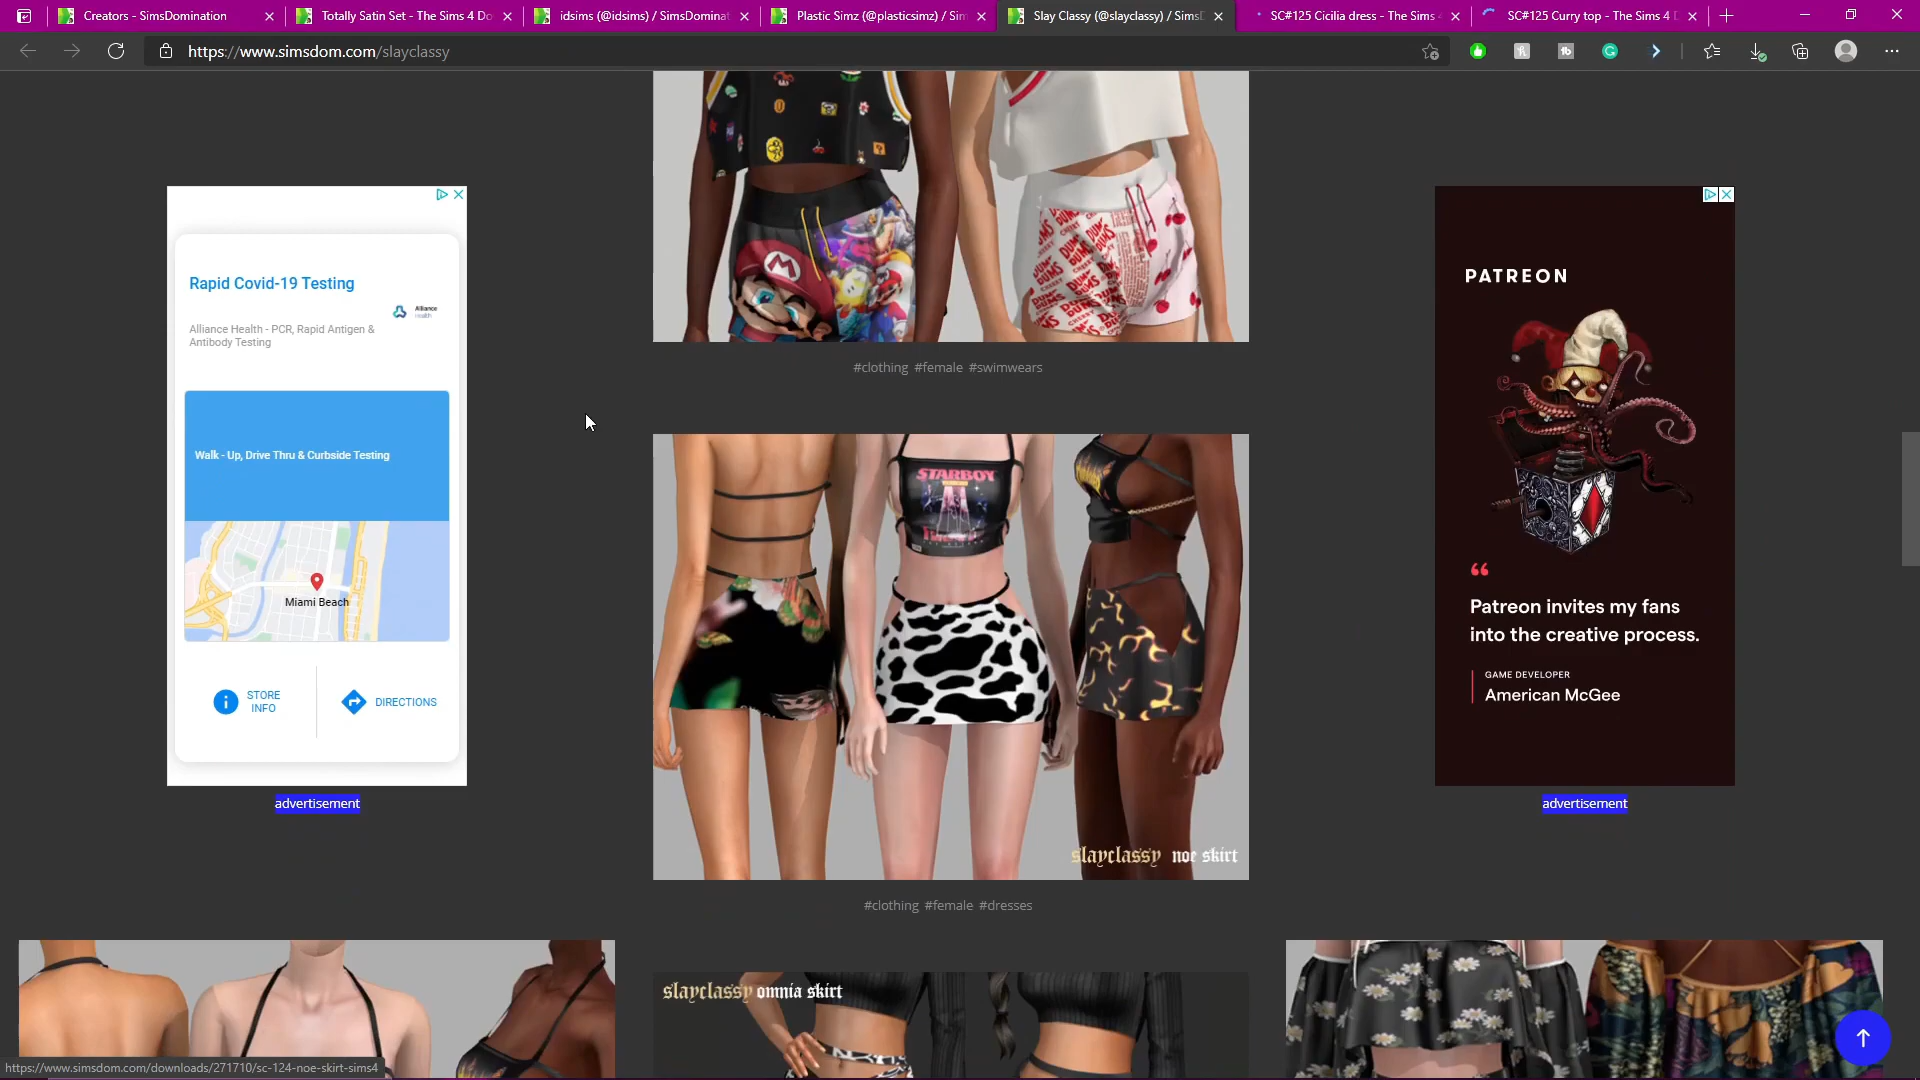 Creators - SimsDomination
Totally Satin Set - The Sims 4 Do
idsims (@idsims) / SimsDominat
Plastic Simz (@plasticsimz) / Sim
Slay Classy (@slayclassy) / SimsD
SC#125 Cicilia dress - The Sims 4
SC#125 Curry top - The Sims 4 D
https://www.simsdom.com/slayclassy
#clothing #female #swimwears
Rapid Covid-19 Testing
Alliance
Health
Alliance Health - PCR, Rapid Antigen &
Antibody Testing
Walk - Up, Drive Thru & Curbside Testing
Miami Beach
STORE
INFO
DIRECTIONS
advertisement
STARBOY
slayclassy noe skirt
#clothing #female #dresses
PATREON
“
Patreon invites my fans
into the creative process.
GAME DEVELOPER
American McGee
advertisement
slayclassy omnia skirt
https://www.simsdom.com/downloads/271710/sc-124-noe-skirt-sims4